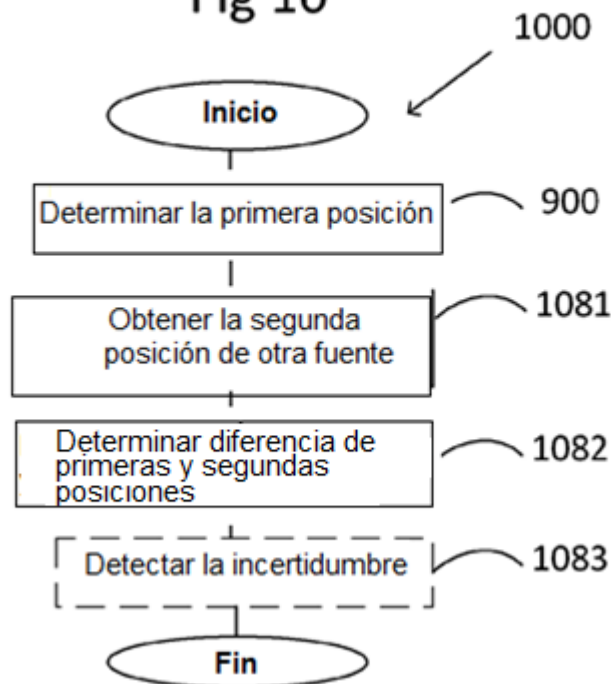 Fig 10
1000
Inicio
Determinar la primera posición
900
Obtener la segunda
posición de otra fuente
1081
Determinar diferencia de
primeras y segundas
posiciones
1082
Detectar la incertidumbre
1083
Fin